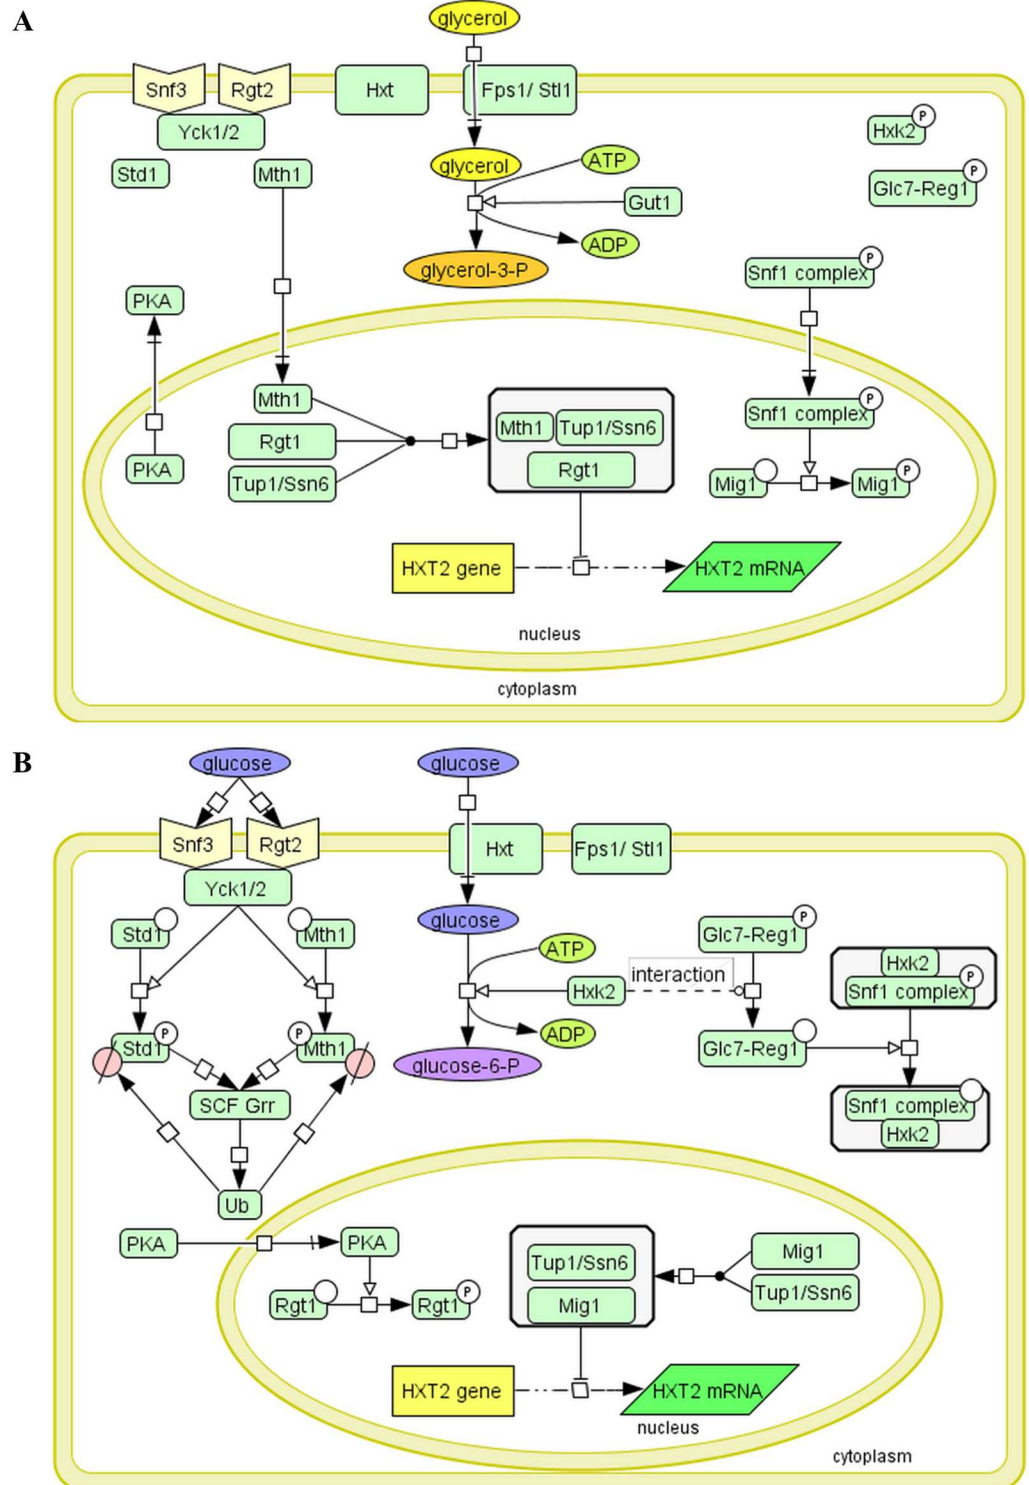 A
glycerol
Snf3
Rgt2
Hxt
Fps1/ Stl1
Yck1/2
Hxk2
P
Std1
Mth1
glycerol
ATP
Glc7-Reg1
P
Gut1
ADP
glycerol-3-P
Snf1 complex
P
PKA
Mth1
Snf1 complex
P
Rgt1
Mth1
Tup1/Ssn6
PKA
Tup1/Ssn6
Rgt1
Mig1
Mig1
P
HXT2 gene
HXT2 mRNA
nucleus
cytoplasm
B
glucose
glucose
Snf3
Rgt2
Hxt
Fps1/ Stl1
Yck1/2
Std1
Mth1
glucose
ATP
Glc7-Reg1
P
interaction
Hxk2
Hxk2
Snf1 complex
P
ADP
Std1
P
P
Mth1
glucose-6-P
Glc7-Reg1
SCF Grr
Snf1 complex
Hxk2
Ub
PKA
PKA
Tup1/Ssn6
Mig1
Mig1
Tup1/Ssn6
Rgt1
Rgt1
P
HXT2 gene
HXT2 mRNA
nucleus
cytoplasm